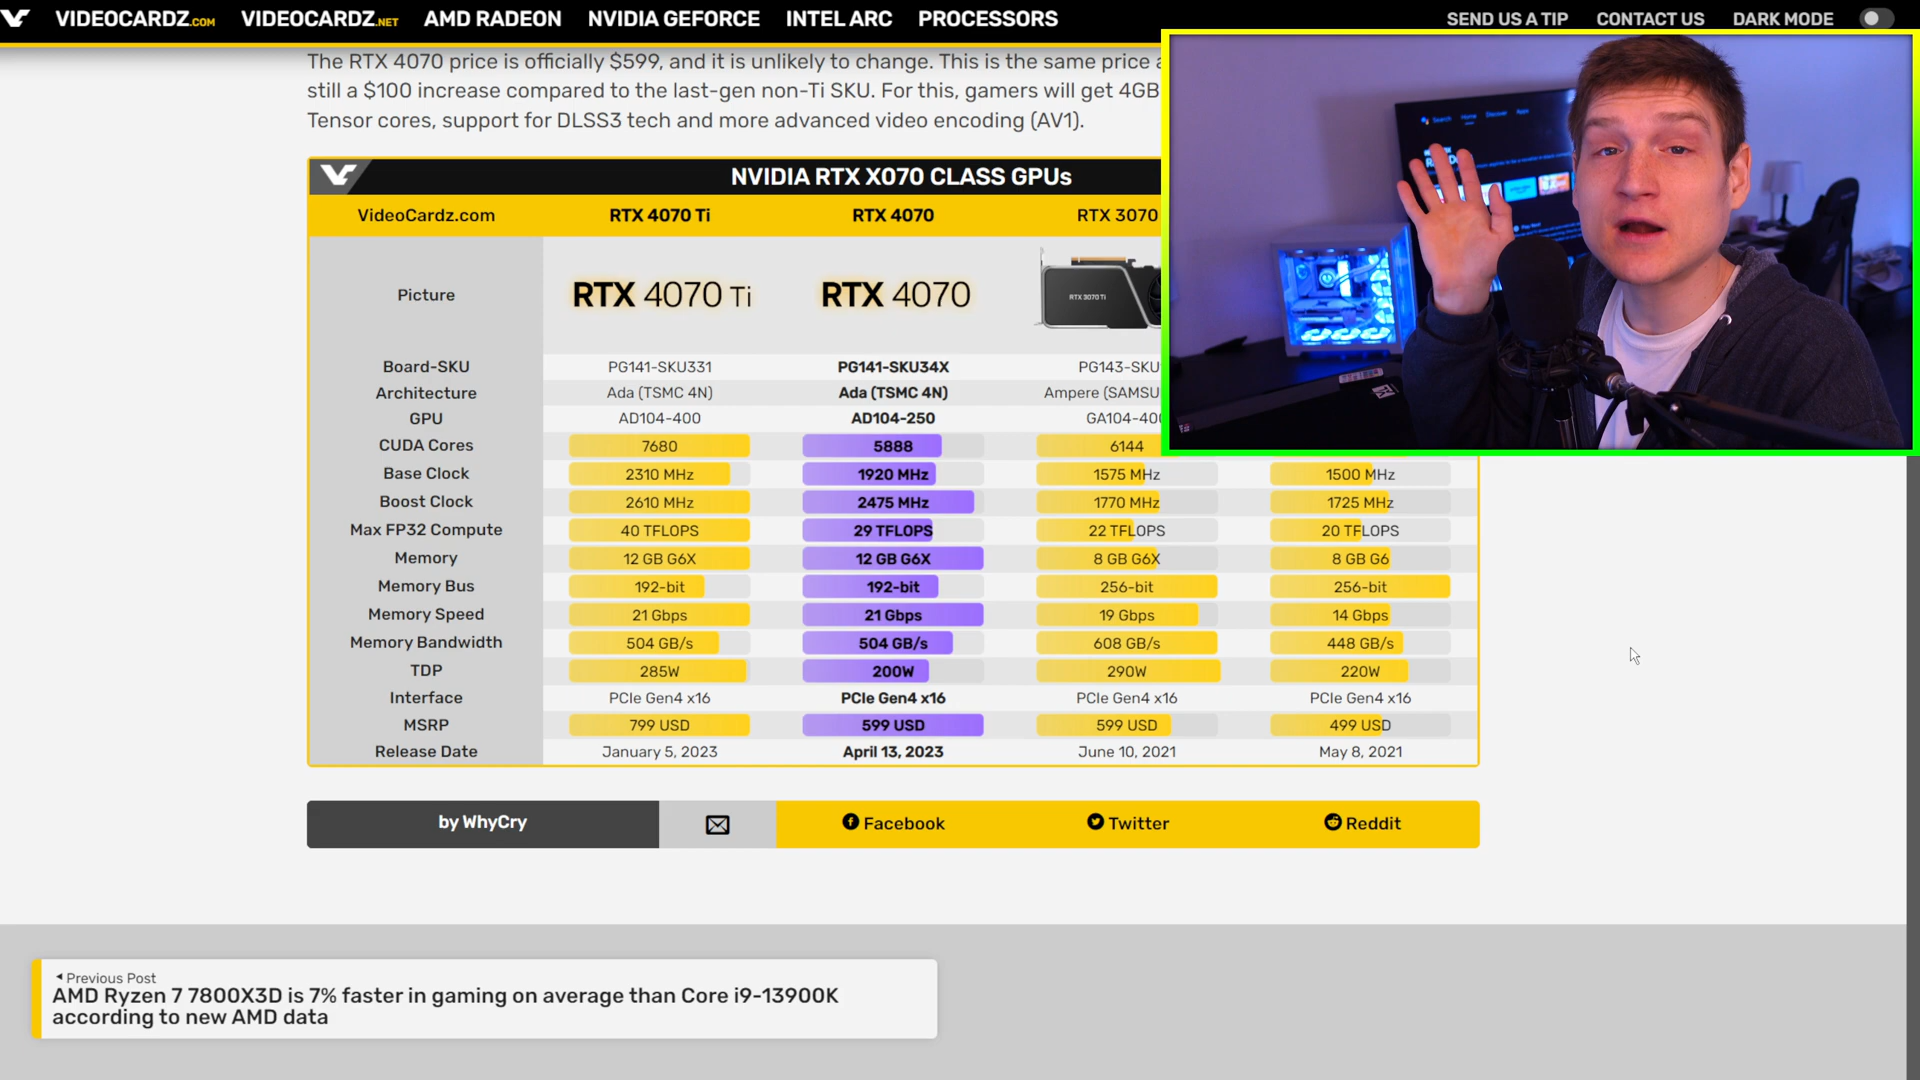 VIDEOCARDZ.COM VIDEOCARDZ.NET AMD RADEON NVIDIA GEFORCE INTEL ARC PROCESSORS SEND US A TIP CONTACT US DARK MODE
The RTX 4070 price is officially $599, and it is unlikely to change. This is the same price
still a $100 increase compared to the last-gen non-Ti SKU. For this, gamers will get 4GB
Tensor cores, support for DLSS3 tech and more advanced video encoding (AV1).
NVIDIA RTX X070 CLASS GPUs
VideoCardz.com RTX 4070 Ti RTX 4070 RTX 3070
Picture RTX 4070 Ti RTX 4070 RTX 3070 Ti
Board-SKU PG141-SKU331 PG141-SKU34X PG143-SKU
Architecture Ada (TSMC 4N) Ada (TSMC 4N) Ampere (SAMSU
GPU AD104-400 AD104-250 GA104-40
CUDA Cores 7680 5888 6144
Base Clock 2310 MHz 1920 MHz 1575 MHz 1500 MHz
Boost Clock 2610 MHz 2475 MHz 1770 MHz 1725 MHz
Max FP32 Compute 40 TFLOPS 29 TFLOPS 22 TFLOPS 20 TFLOPS
Memory 12 GB G6X 12 GB G6X 8 GB G6X 8 GB G6
Memory Bus 192-bit 192-bit 256-bit 256-bit
Memory Speed 21 Gbps 21 Gbps 19 Gbps 14 Gbps
Memory Bandwidth 504 GB/s 504 GB/s 608 GB/s 448 GB/s
TDP 285W 200W 290W 220W
Interface PCIe Gen4 x16 PCIe Gen4 x16 PCIe Gen4 x16 PCIe Gen4 x16
MSRP 799 USD 599 USD 599 USD 499 USD
Release Date January 5, 2023 April 13, 2023 June 10, 2021 May 8, 2021
by WhyCry Facebook Twitter Reddit
Previous Post
AMD Ryzen 7 7800X3D is 7% faster in gaming on average than Core i9-13900K
according to new AMD data
Search Home Discover Apps